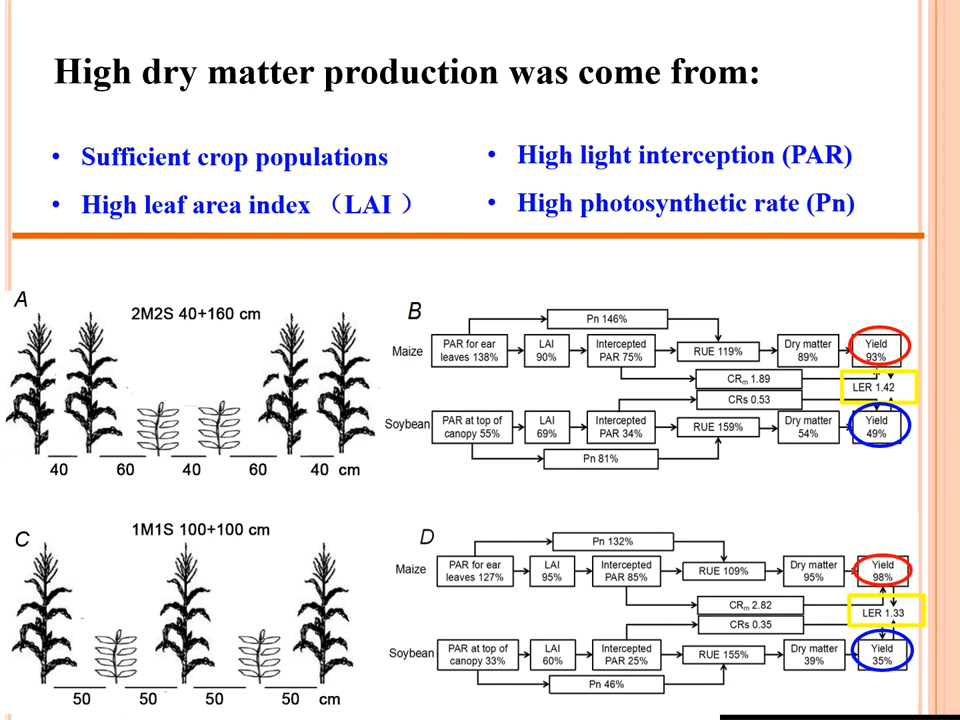 High dry matter production was come from:
• Sufficient crop populations
• High leaf area index （LAI ）
• High light interception (PAR)
• High photosynthetic rate (Pn)
A
2M2S 40+160 cm
40 60 40 60 40 cm
B
Pn 146%
Maize
PAR for ear
leaves 138%
LAI
90%
Intercepted
PAR 75%
RUE 119%
Dry matter
89%
Yield
93%
CRm 1.89
LER 1.42
CRs 0.53
Soybean
PAR at top of
canopy 55%
LAI
69%
Intercepted
PAR 34%
RUE 159%
Dry matter
54%
Yield
49%
Pn 81%
C
1M1S 100+100 cm
50 50 50 50 cm
D
Pn 132%
Maize
PAR for ear
leaves 127%
LAI
95%
Intercepted
PAR 85%
RUE 109%
Dry matter
95%
Yield
98%
CRm 2.82
LER 1.33
CRs 0.35
Soybean
PAR at top of
canopy 33%
LAI
60%
Intercepted
PAR 25%
RUE 155%
Dry matter
39%
Yield
35%
Pn 46%